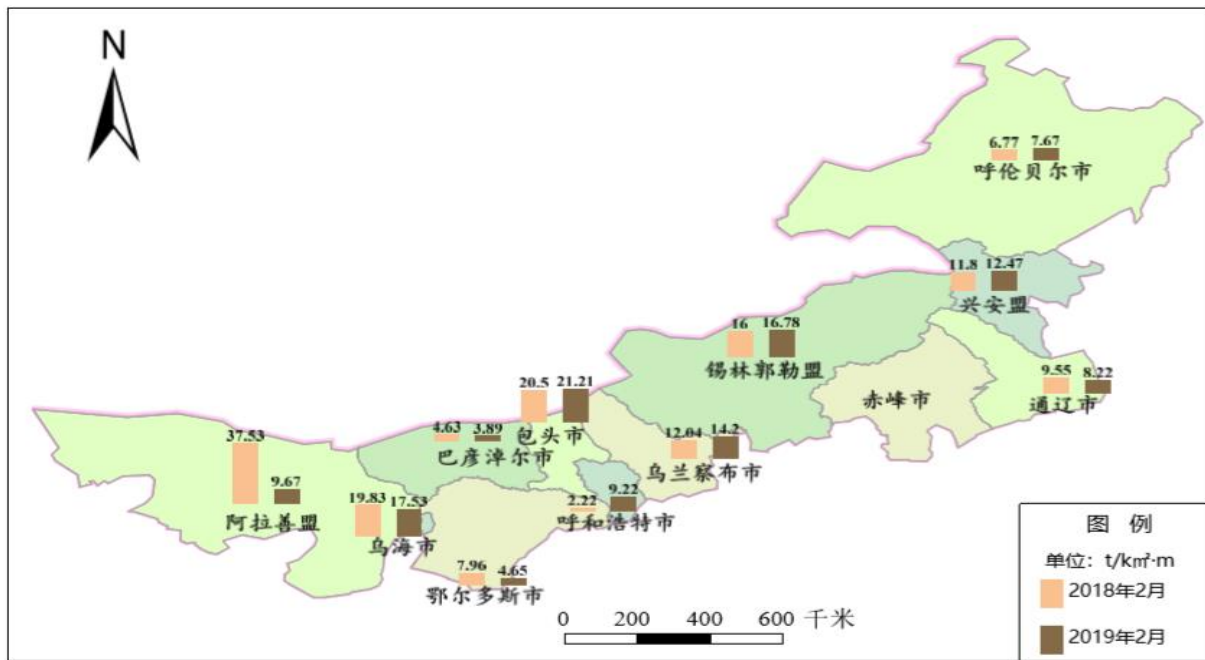 N
6.77 7.67
呼伦贝尔市
11.8 12.47
兴安盟
16 16.78
锡林郭勒盟
9.55 8.22
通辽市
赤峰市
20.5 21.21
包头市
4.63 3.89
巴彦淖尔市
12.04 14.2
乌兰察布市
37.53
9.67
阿拉善盟
19.83 17.53
乌海市
2.22 9.22
呼和浩特市
7.96 4.65
鄂尔多斯市
0 200 400 600 千米
图 例
单位：t/k㎡·m
2018年2月
2019年2月